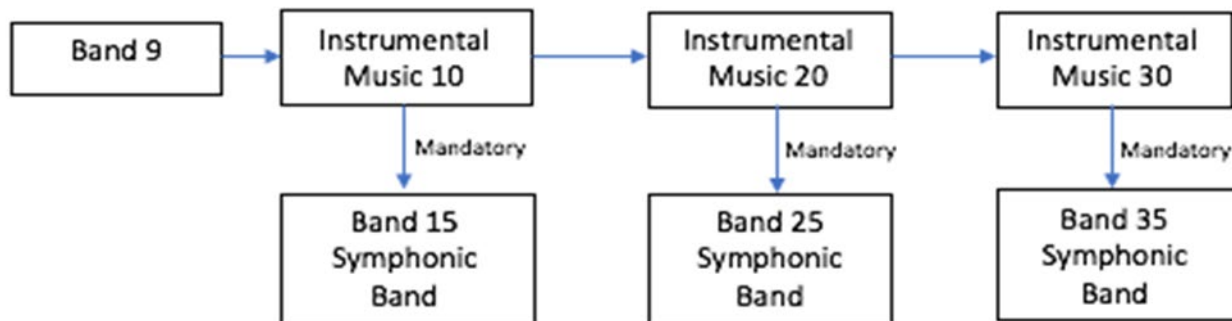 Band 9
Instrumental
Music 10
Instrumental
Music 20
Instrumental
Music 30
Mandatory
Mandatory
Mandatory
Band 15
Symphonic
Band
Band 25
Symphonic
Band
Band 35
Symphonic
Band